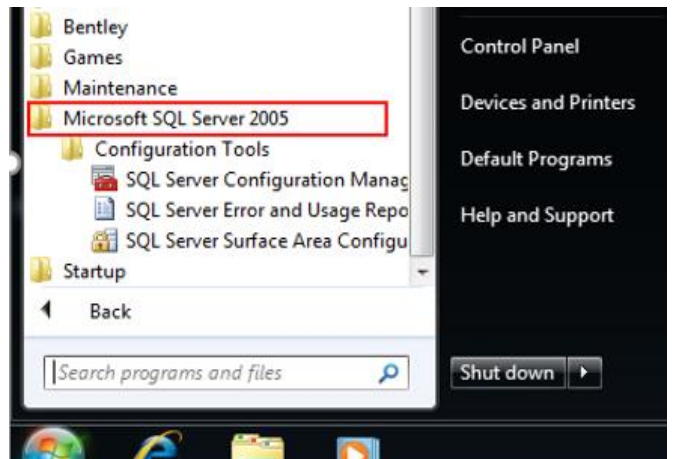 Bentley
Games
Maintenance
Microsoft SQL Server 2005
Configuration Tools
SQL Server Configuration Manag
SQL Server Error and Usage Repo
SQL Server Surface Area Configu
Startup
Back
Search programs and files
Control Panel
Devices and Printers
Default Programs
Help and Support
Shut down